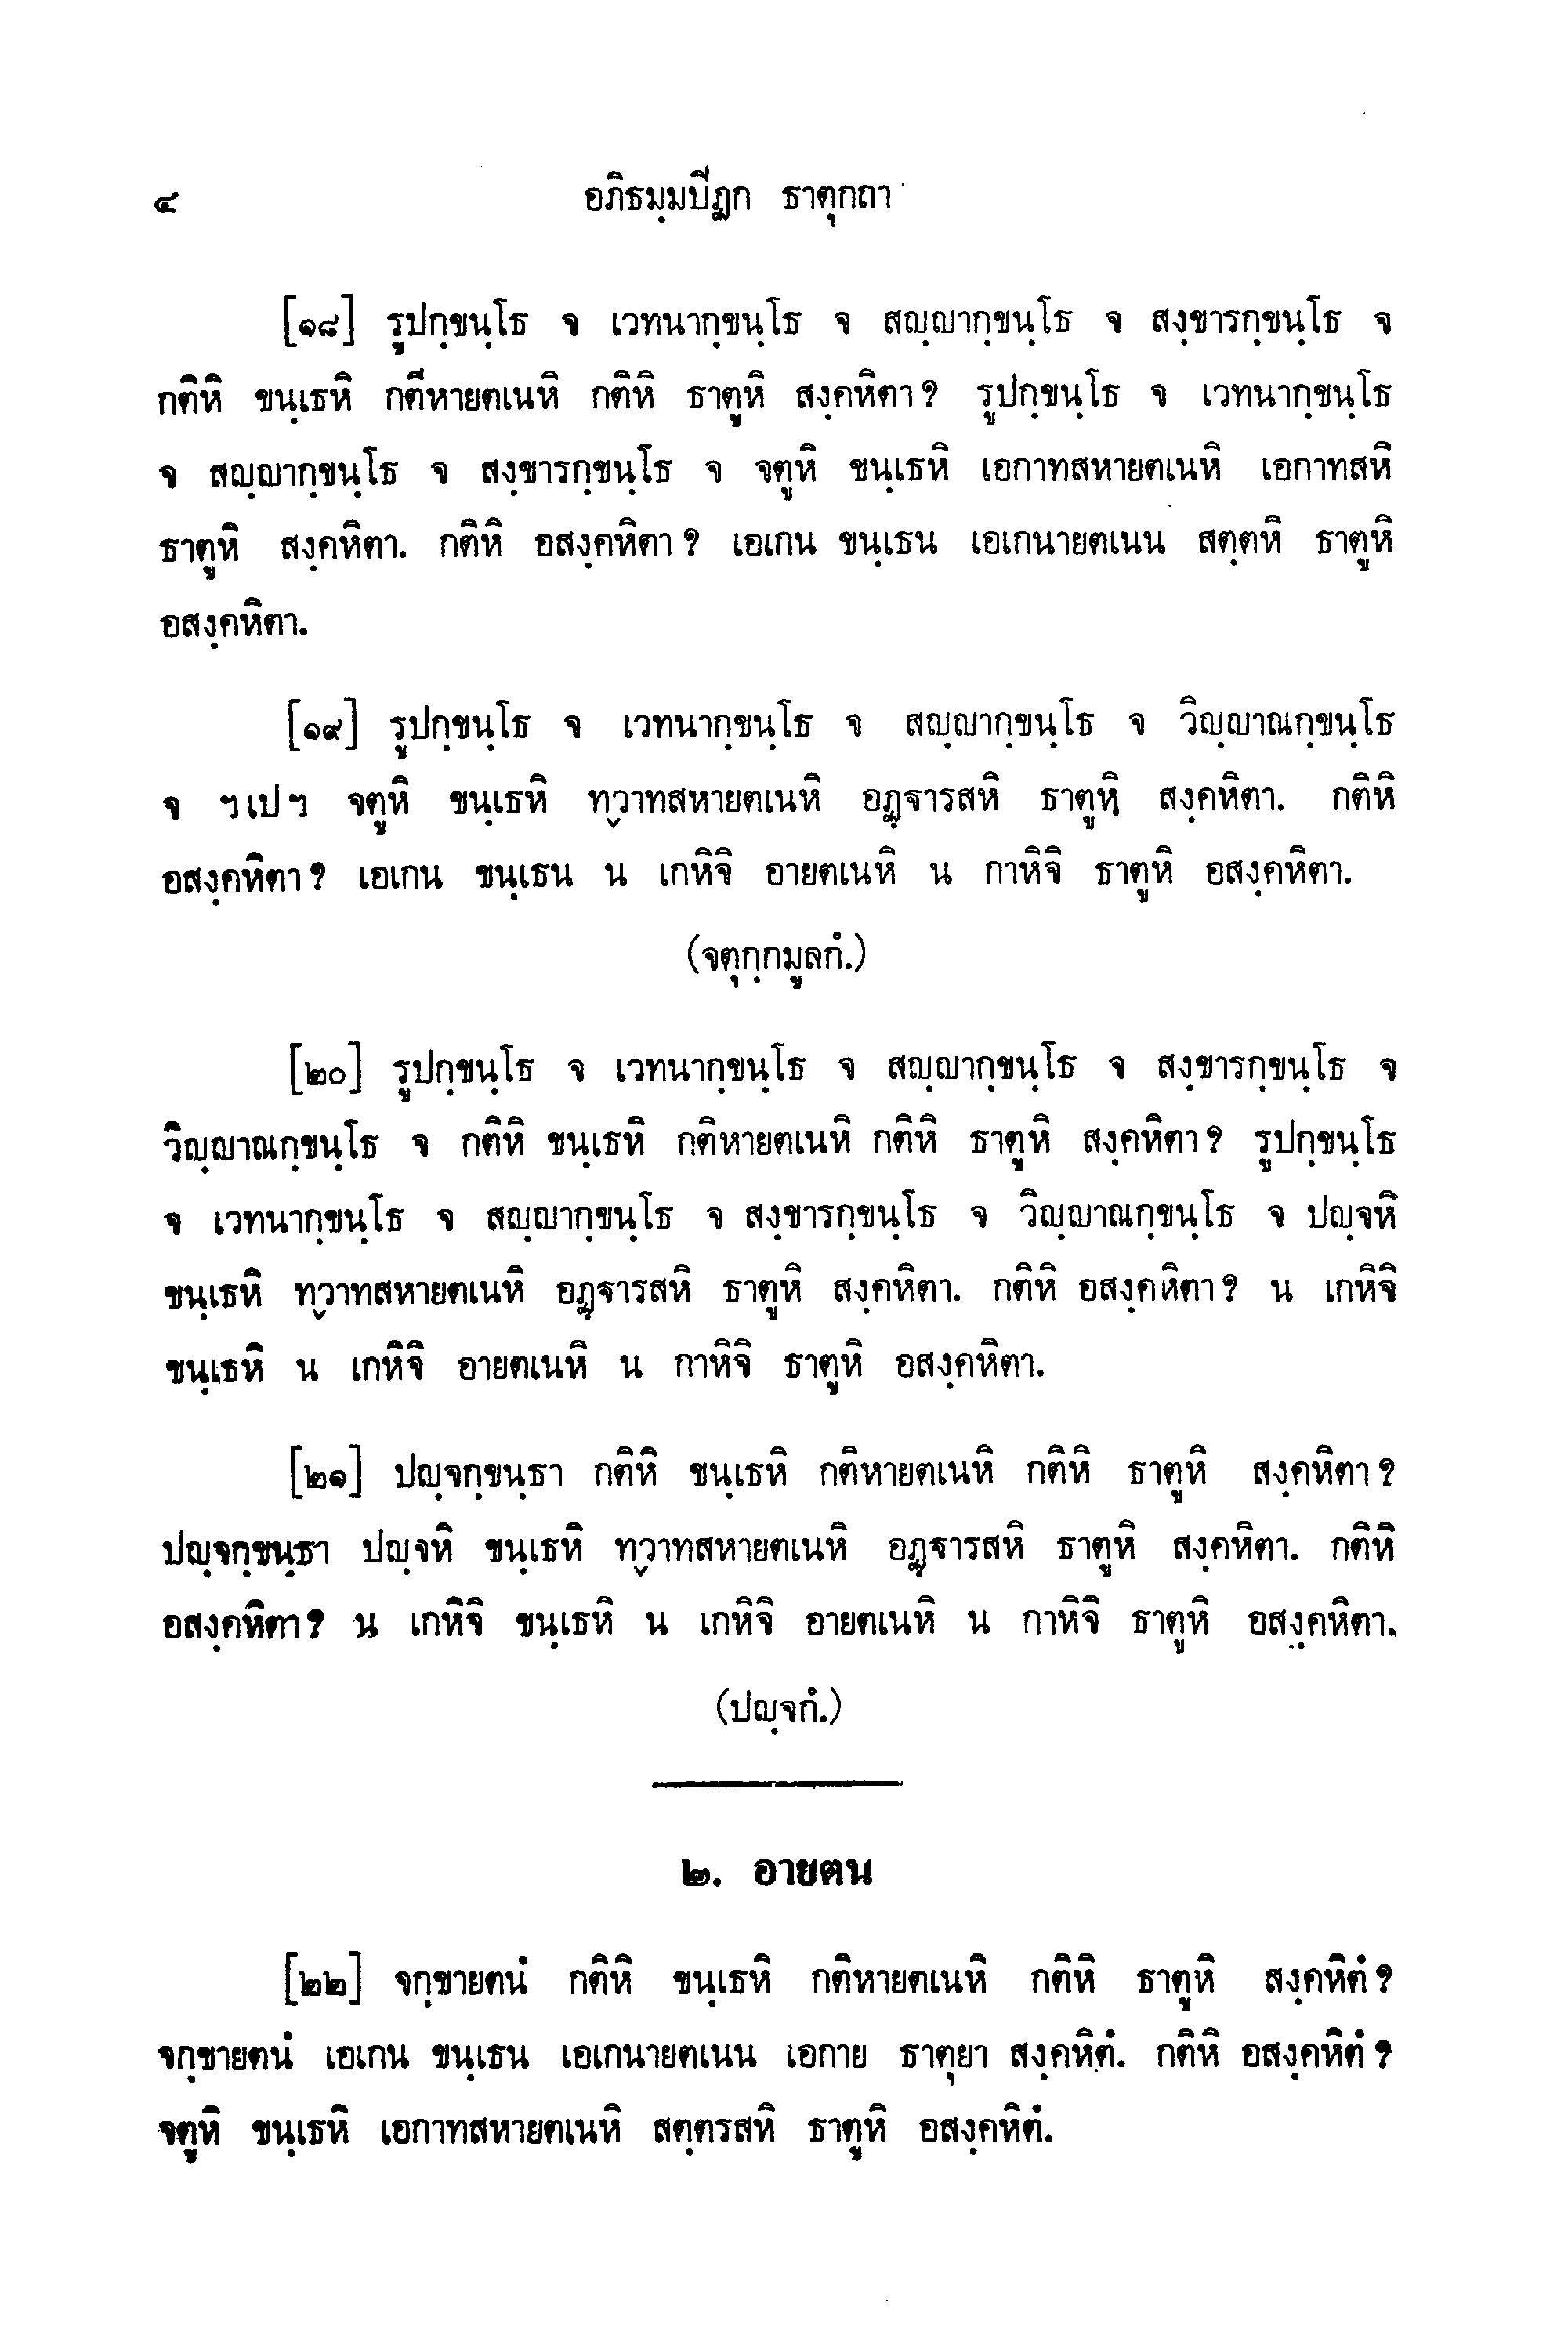 ๔ อภิธมฺมปีฏก ธาตุกถา
[๑๘] รูปกฺขนฺโธ จ เวทนากฺขนฺโธ จ สญฺญากฺขนฺโธ จ สงฺขารกฺขนฺโธ จ
กติหิ ขนฺเธหิ กตีหายตเนหิ กติหิ ธาตูหิ สงฺคหิตา? รูปกฺขนฺโธ จ เวทนากฺขนฺโธ
จ สญฺญากฺขนฺโธ จ สงฺขารกฺขนฺโธ จ จตูหิ ขนฺเธหิ เอกาทสหายตเนหิ เอกาทสหิ
ธาตูหิ สงฺคหิตา. กติหิ อสงฺคหิตา? เอเกน ขนฺเธน เอเกนายตเนน สตฺตหิ ธาตูหิ
อสงฺคหิตา.
[๑๙] รูปกฺขนฺโธ จ เวทนากฺขนฺโธ จ สญฺญากฺขนฺโธ จ วิญฺญาณกฺขนฺโธ
จ ฯเปฯ จตูหิ ขนฺเธหิ ทฺวาทสหายตเนหิ อฏฺฐารสหิ ธาตูหิ สงฺคหิตา. กติหิ
อสงฺคหิตา? เอเกน ขนฺเธน น เกหิจิ อายตเนหิ น กาหิจิ ธาตูหิ อสงฺคหิตา.
(จตุกฺกมูลกํ.)
[๒๐] รูปกฺขนฺโธ จ เวทนากฺขนฺโธ จ สญฺญากฺขนฺโธ จ สงฺขารกฺขนฺโธ จ
วิญฺญาณกฺขนฺโธ จ กติหิ ขนฺเธหิ กติหายตเนหิ กติหิ ธาตูหิ สงฺคหิตา? รูปกฺขนฺโธ
จ เวทนากฺขนฺโธ จ สญฺญากฺขนฺโธ จ สงฺขารกฺขนฺโธ จ วิญฺญาณกฺขนฺโธ จ ปญฺจหิ
ขนฺเธหิ ทฺวาทสหายตเนหิ อฏฺฐารสหิ ธาตูหิ สงฺคหิตา. กติหิ อสงฺคหิตา? น เกหิจิ
ขนฺเธหิ น เกหิจิ อายตเนหิ น กาหิจิ ธาตูหิ อสงฺคหิตา.
[๒๑] ปญฺจกฺขนฺธา กติหิ ขนฺเธหิ กติหายตเนหิ กติหิ ธาตูหิ สงฺคหิตา?
ปญฺจกฺขนฺธา ปญฺจหิ ขนฺเธหิ ทฺวาทสหายตเนหิ อฏฺฐารสหิ ธาตูหิ สงฺคหิตา. กติหิ
อสงฺคหิตา? น เกหิจิ ขนฺเธหิ น เกหิจิ อายตเนหิ น กาหิจิ ธาตูหิ อสงฺคหิตา.
(ปญฺจกํ.)
๒. อายตน
[๒๒] จกฺขายตนํ กติหิ ขนฺเธหิ กติหายตเนหิ กติหิ ธาตูหิ สงฺคหิตํ?
จกฺขายตนํ เอเกน ขนฺเธน เอเกนายตเนน เอกาย ธาตุยา สงฺคหิตํ. กติหิ อสงฺคหิตํ?
จตูหิ ขนฺเธหิ เอกาทสหายตเนหิ สตฺตรสหิ ธาตูหิ อสงฺคหิตํ.